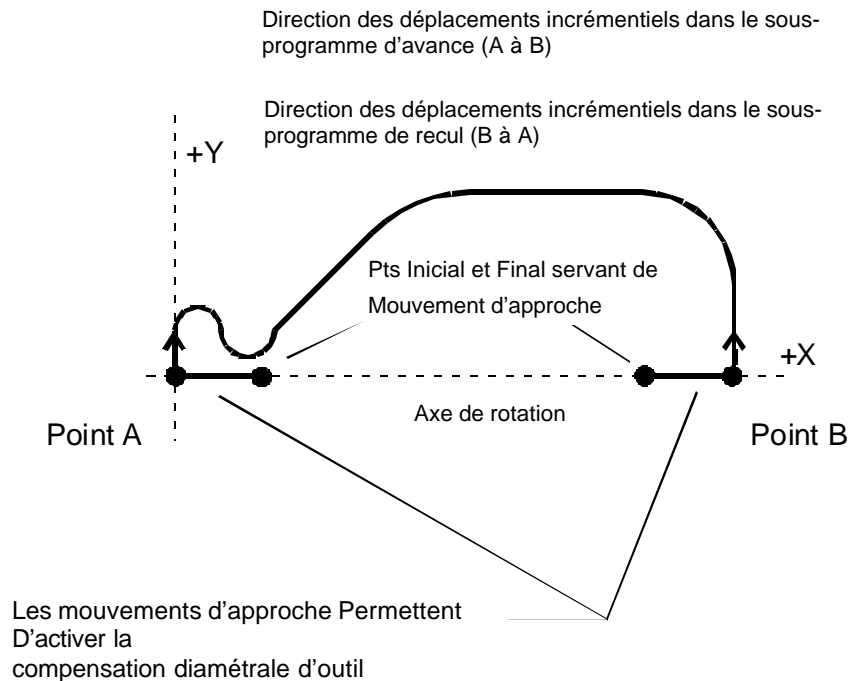 Direction des déplacements incrémentiels dans le sous-
programme d'avance (A à B)
Direction des déplacements incrémentiels dans le sous-
programme de recul (B à A)
+Y
Pts Inicial et Final servant de
Mouvement d'approche
+X
Axe de rotation
Point A
Point B
Les mouvements d'approche Permettent
D'activer la
compensation diamétrale d'outil